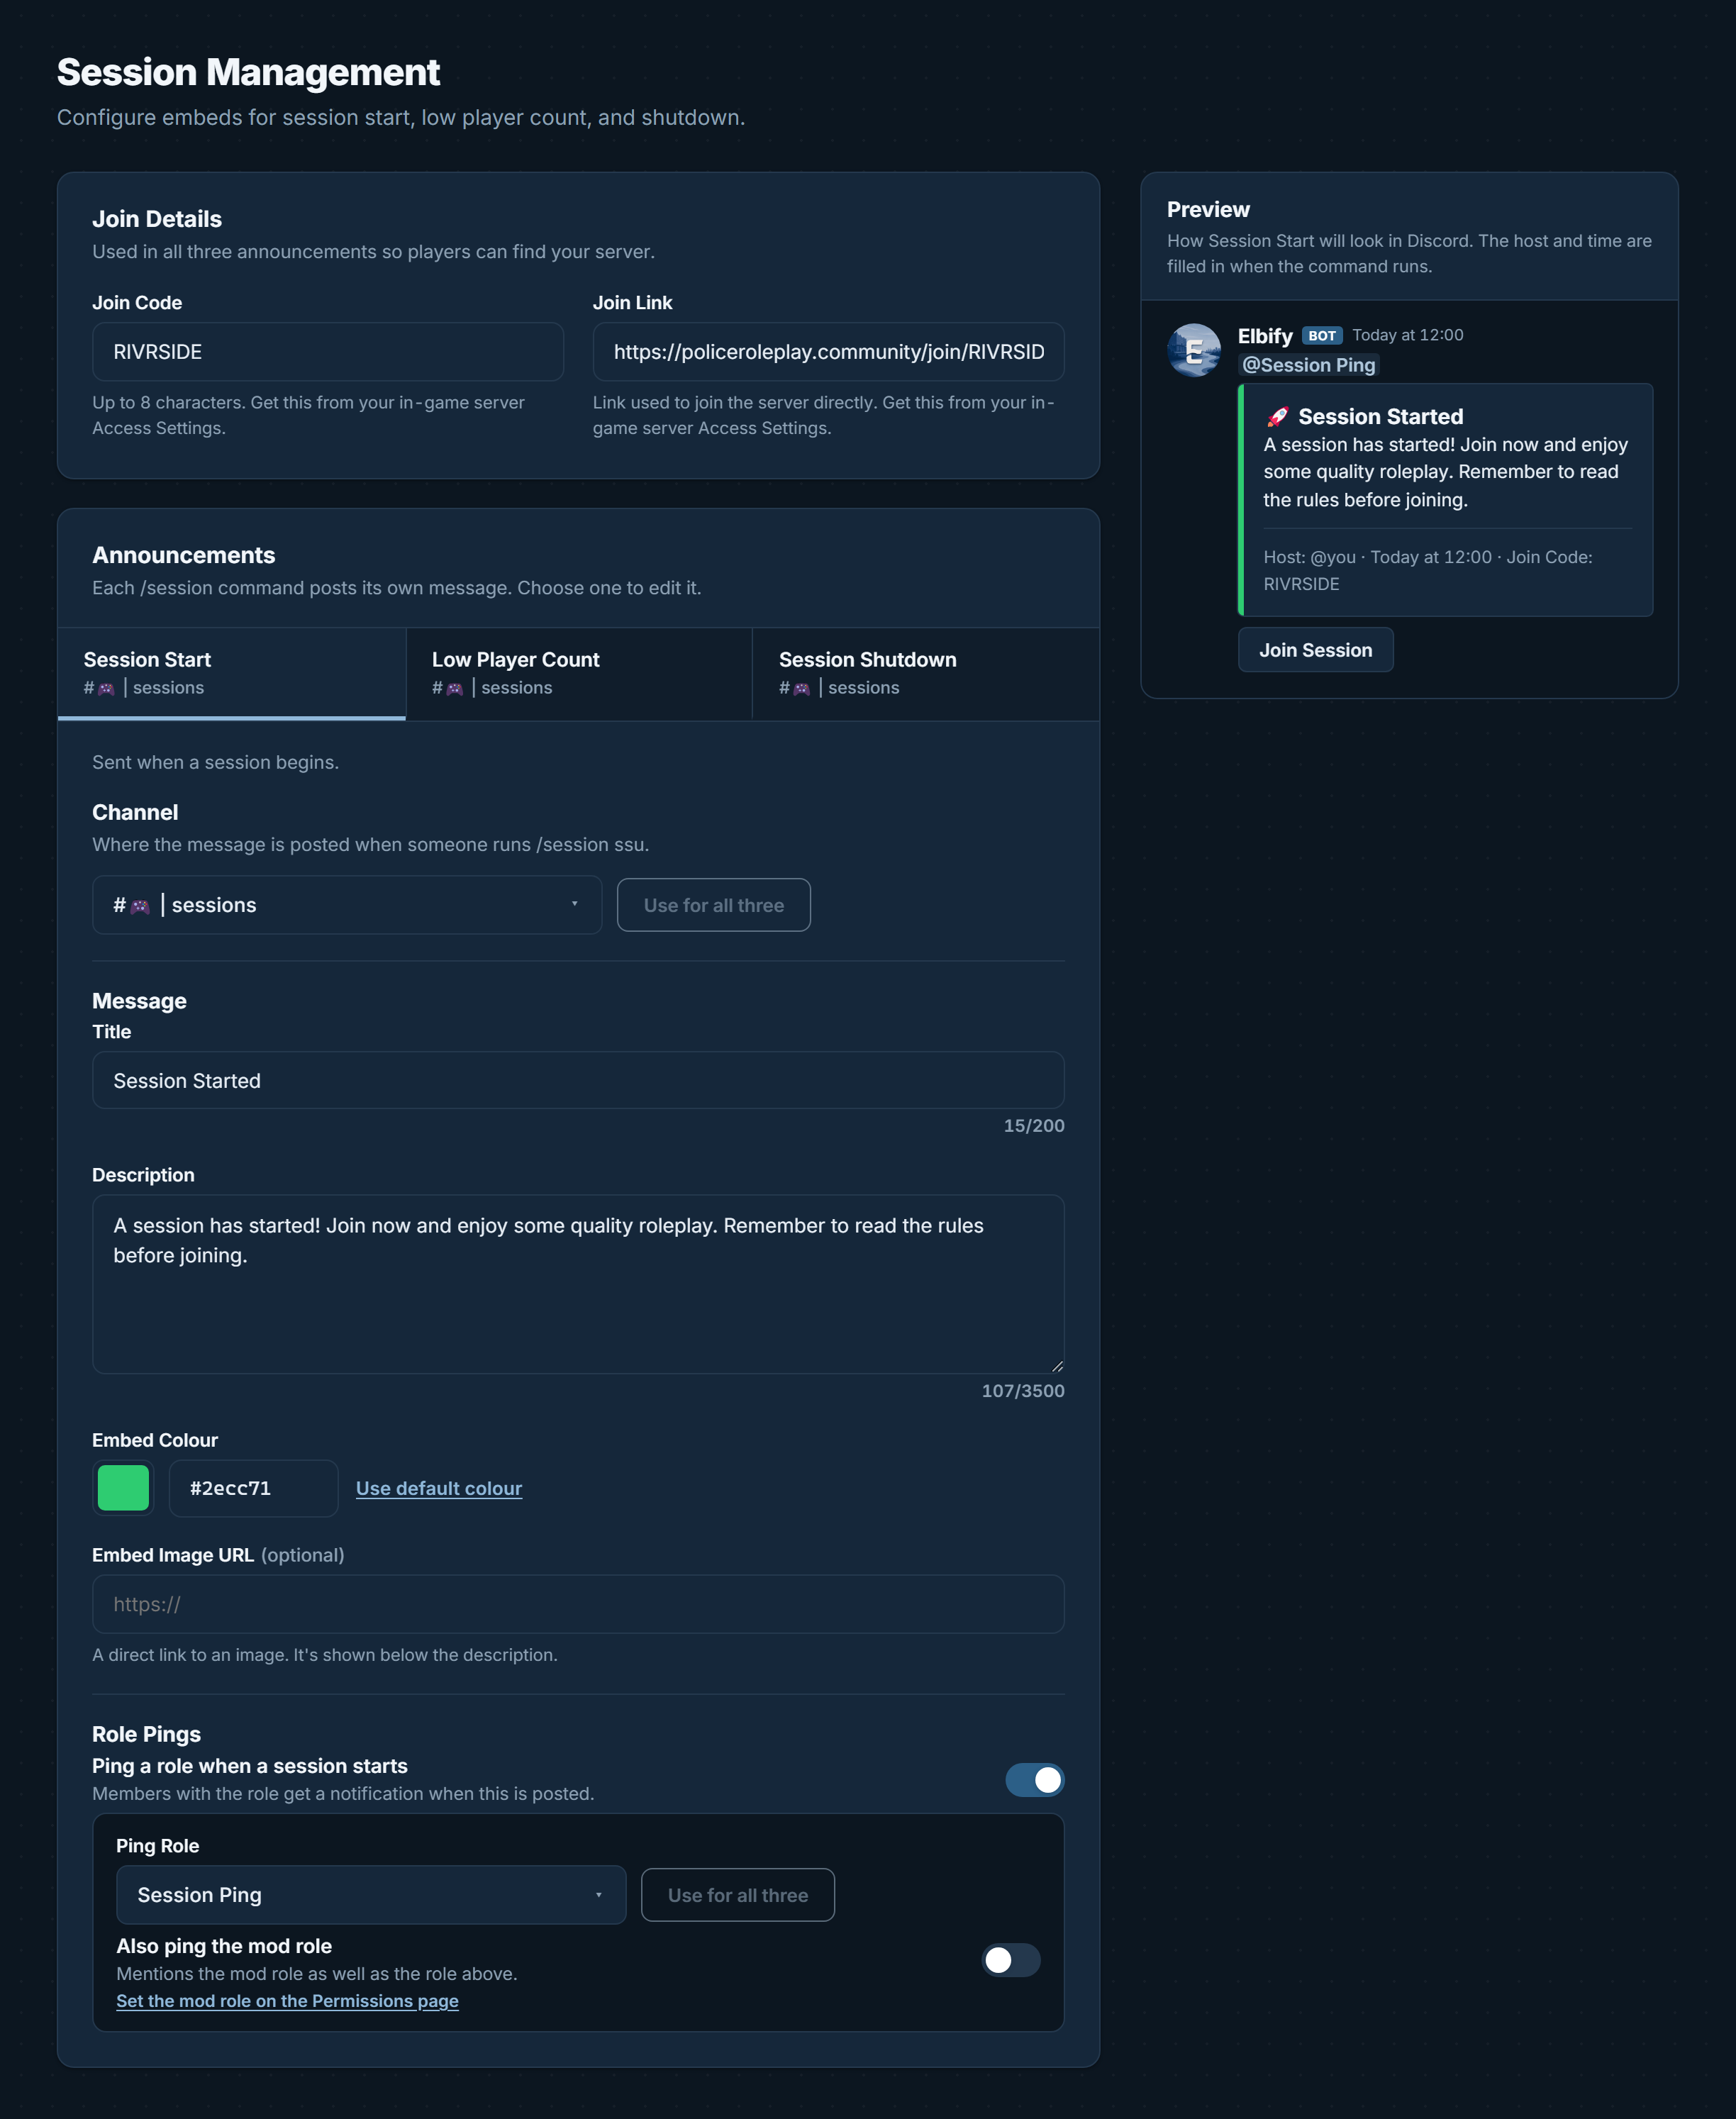 Session Management
Configure embeds for session start, low player count, and shutdown.
Join Details
Used in all three announcements so players can find your server.
Join Code
RIVRSIDE
Up to 8 characters. Get this from your in-game server
Access Settings.
Join Link
https://policeroleplay.community/join/RIVRSID
Link used to join the server directly. Get this from your in-
game server Access Settings.
Announcements
Each /session command posts its own message. Choose one to edit it.
Session Start
#🎮 | sessions
Low Player Count
#🎮 | sessions
Session Shutdown
#🎮 | sessions
Sent when a session begins.
Channel
Where the message is posted when someone runs /session ssu.
#🎮 | sessions
Use for all three
Message
Title
Session Started
15/200
Description
A session has started! Join now and enjoy some quality roleplay. Remember to read the rules
before joining.
107/3500
Embed Colour
#2ecc71
Use default colour
Embed Image URL (optional)
https://
A direct link to an image. It's shown below the description.
Role Pings
Ping a role when a session starts
Members with the role get a notification when this is posted.
Ping Role
Session Ping
Use for all three
Also ping the mod role
Mentions the mod role as well as the role above.
Set the mod role on the Permissions page
Preview
How Session Start will look in Discord. The host and time are
filled in when the command runs.
E
Elbify BOT Today at 12:00
@Session Ping
🚀 Session Started
A session has started! Join now and enjoy
some quality roleplay. Remember to read
the rules before joining.
Host: @you · Today at 12:00 · Join Code:
RIVRSIDE
Join Session